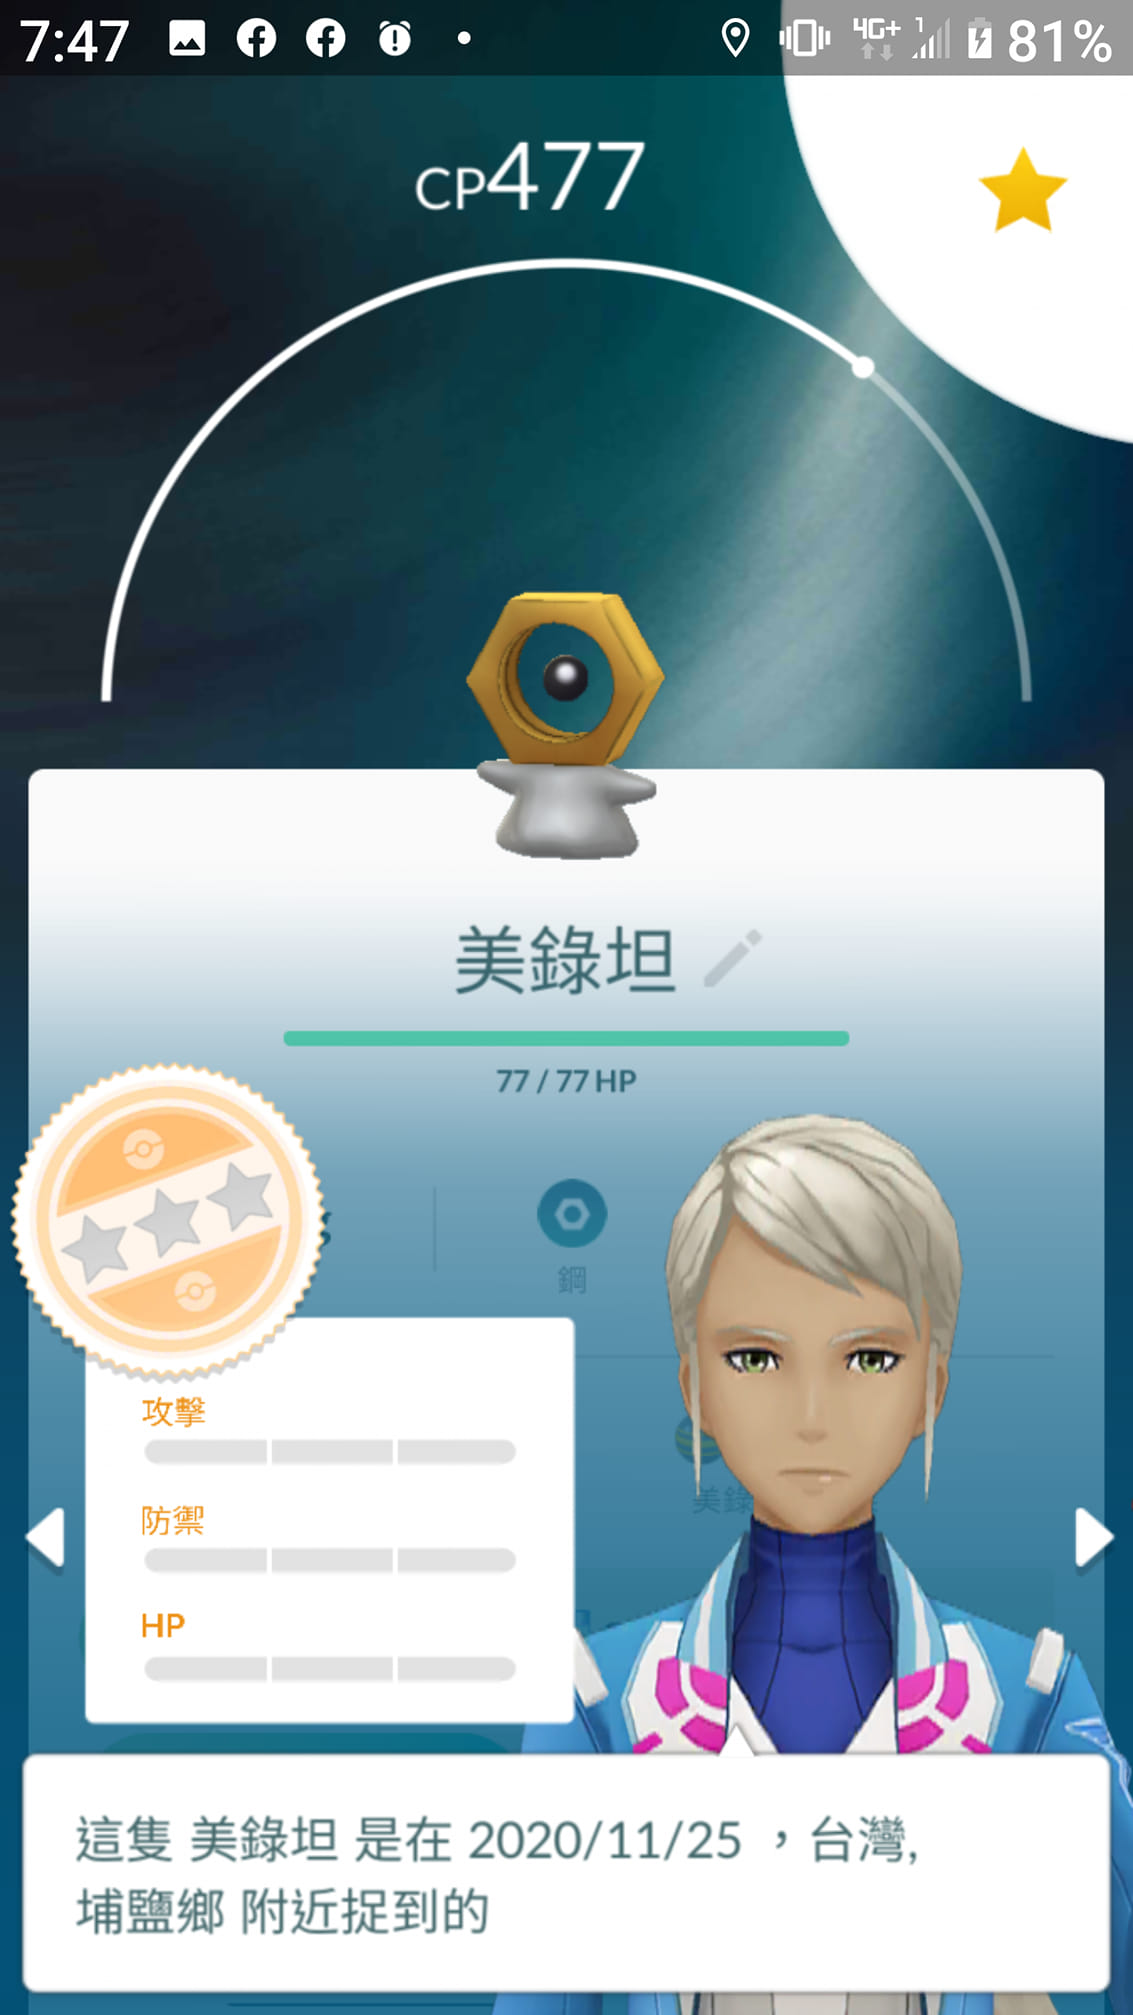 7:47
4G+ 1 81%
CP477
美錄坦
77 / 77 HP
鋼
美錄
攻擊
防禦
HP
這隻 美錄坦 是在 2020/11/25 ，台灣,
埔鹽鄉 附近捉到的